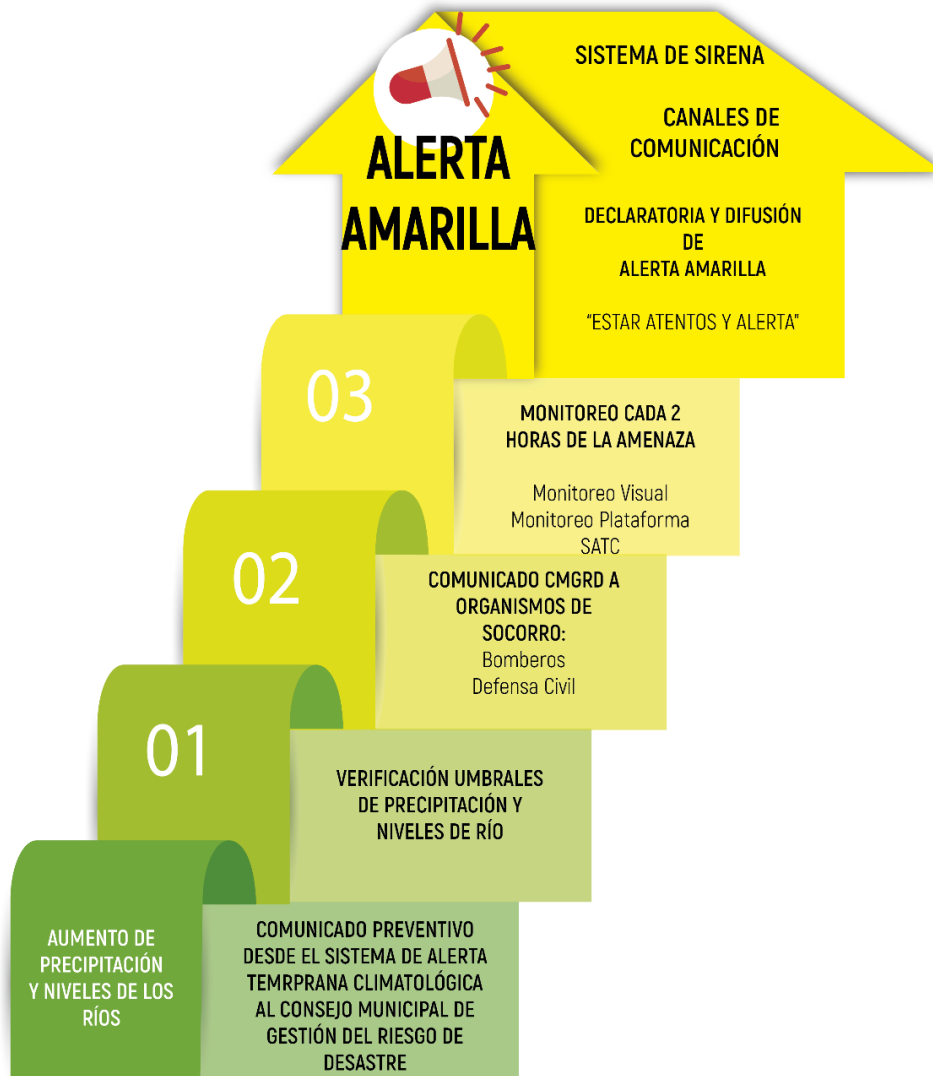 ALERTA
AMARILLA
SISTEMA DE SIRENA
CANALES DE
COMUNICACIÓN
DECLARATORIA Y DIFUSIÓN
DE
ALERTA AMARILLA
"ESTAR ATENTOS Y ALERTA"
03
MONITOREO CADA 2
HORAS DE LA AMENAZA
Monitoreo Visual
Monitoreo Plataforma
SATC
02
COMUNICADO CMGRD A
ORGANISMOS DE
SOCORRO:
Bomberos
Defensa Civil
01
VERIFICACIÓN UMBRALES
DE PRECIPITACIÓN Y
NIVELES DE RÍO
AUMENTO DE
PRECIPITACIÓN
Y NIVELES DE LOS
RÍOS
COMUNICADO PREVENTIVO
DESDE EL SISTEMA DE ALERTA
TEMRPRANA CLIMATOLÓGICA
AL CONSEJO MUNICIPAL DE
GESTIÓN DEL RIESGO DE
DESASTRE